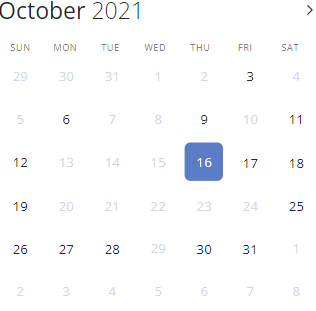 October 2021
SUN MON TUE WED THU FRI SAT
29 30 31 1 2 3 4
5 6 7 8 9 10 11
12 13 14 15 16 17 18
19 20 21 22 23 24 25
26 27 28 29 30 31 1
2 3 4 5 6 7 8